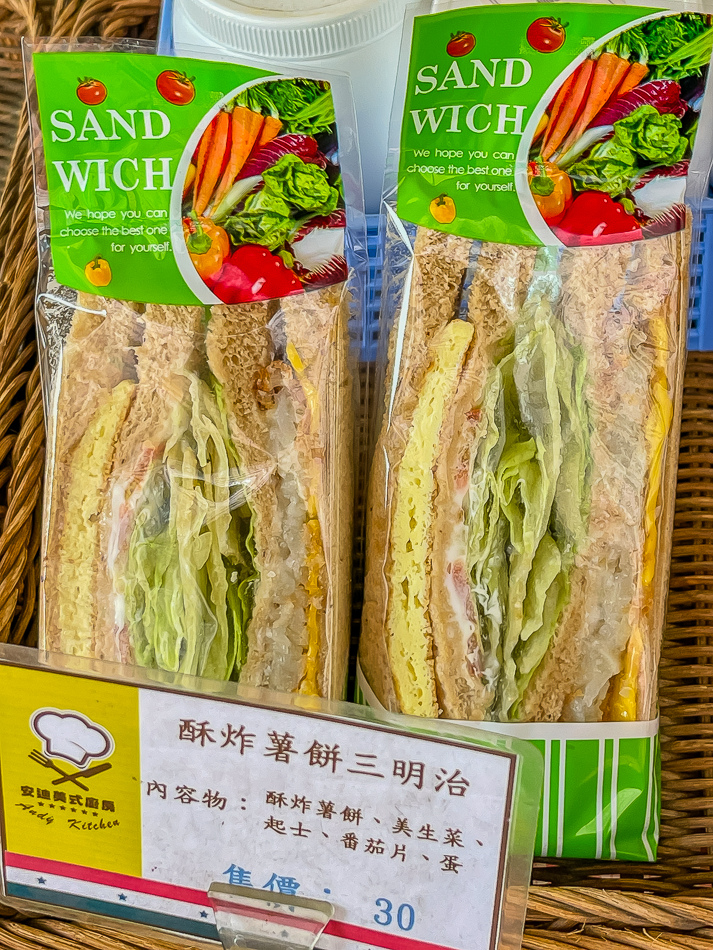 SAND
WICH
We hope you can
choose the best one
for yourself.
SAND
WICH
We hope you can
choose the best one
for yourself.
安迪美式廚房
Andy Kitchen
酥炸薯餅三明治
內容物：酥炸薯餅、美生菜、
起士、番茄片、蛋
售價：30